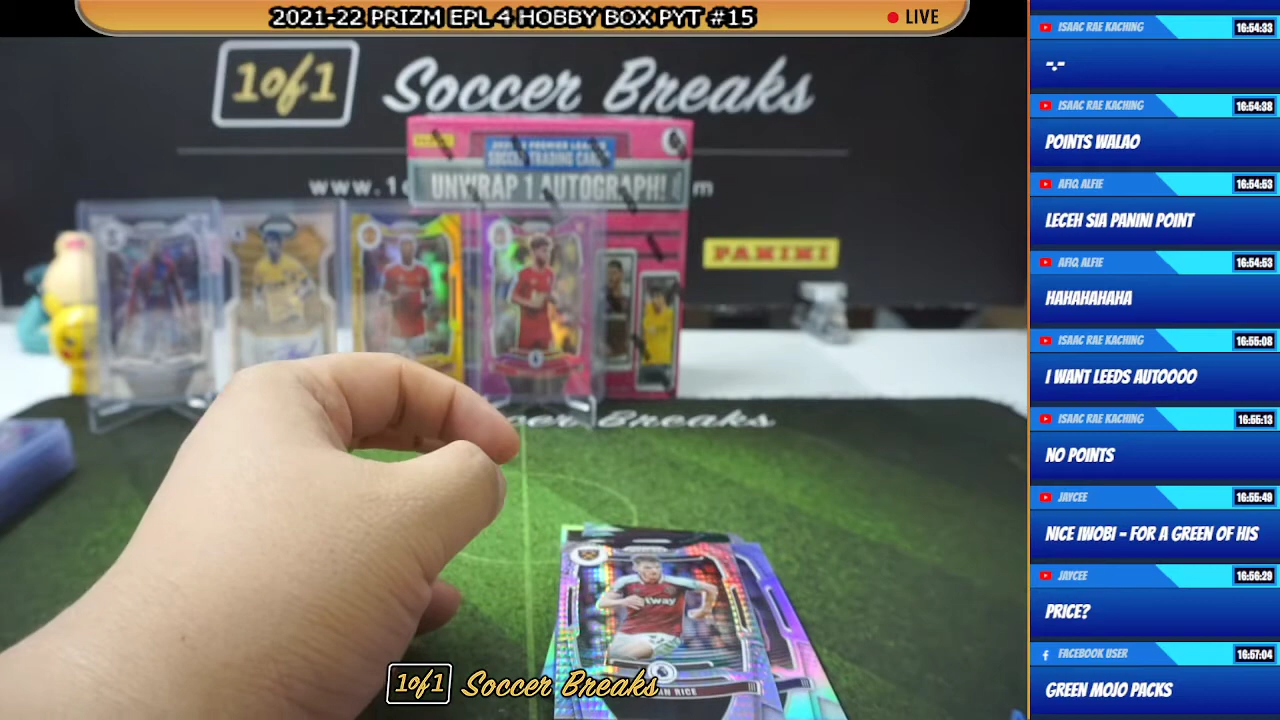 2021-22 PRIZM EPL 4 HOBBY BOX PYT #15
LIVE
1of1 Soccer Breaks
PANINI
SOCCER TRADING CARDS
UNWRAP 1 AUTOGRAPH!
PANINI
1of1 Soccer Breaks
ISAAC RAE KACHING 16:54:33
-.-
ISAAC RAE KACHING 16:54:38
POINTS WALAO
AFIQ ALFIE 16:54:53
LECEH SIA PANINI POINT
AFIQ ALFIE 16:54:53
HAHAHAHAHA
ISAAC RAE KACHING 16:55:08
I WANT LEEDS AUTOOOO
ISAAC RAE KACHING 16:55:13
NO POINTS
JAYCEE 16:55:49
NICE IWOBI - FOR A GREEN OF HIS
JAYCEE 16:56:29
PRICE?
FACEBOOK USER 16:57:04
GREEN MOJO PACKS